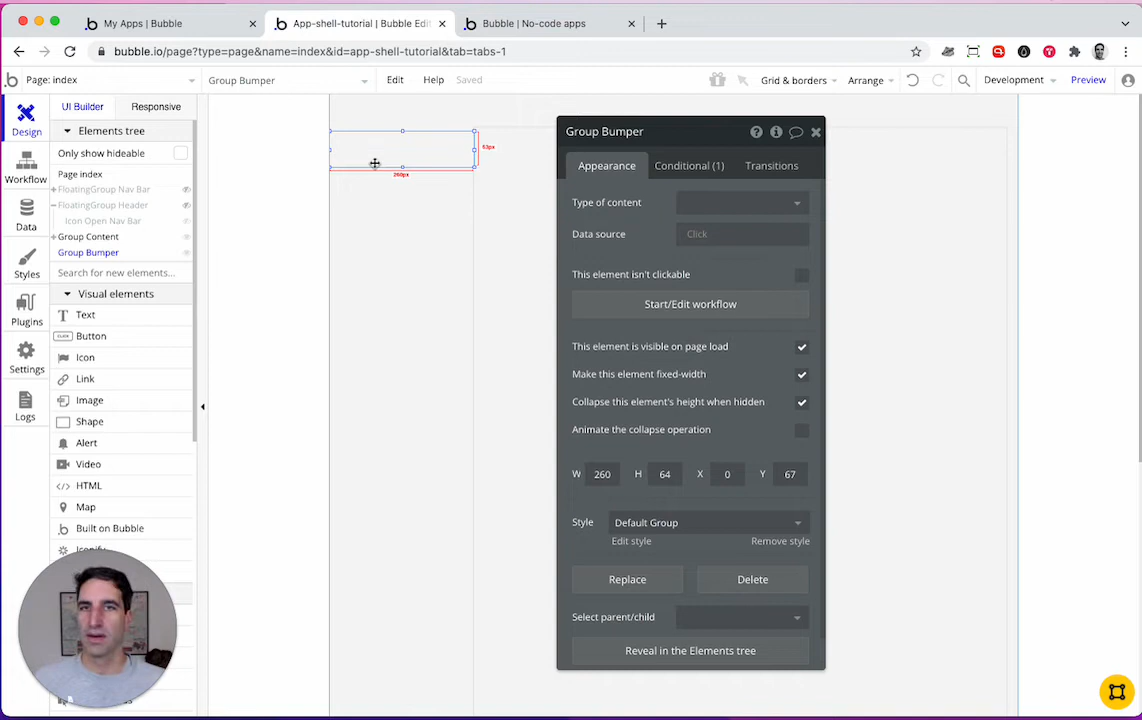 My Apps | Bubble
App-shell-tutorial | Bubble Edit
Bubble | No-code apps
bubble.io/page?type=page&name=index&id=app-shell-tutorial&tab=tabs-1
Page: index
Group Bumper
Edit
Help
Saved
Grid & borders
Arrange
Development
Preview
UI Builder
Responsive
Design
Workflow
Data
Styles
Plugins
Settings
Logs
Elements tree
Only show hideable
Page index
FloatingGroup Nav Bar
FloatingGroup Header
Icon Open Nav Bar
Group Content
Group Bumper
Search for new elements...
Visual elements
Text
CLICK
Button
Icon
Link
Image
Shape
Alert
Video
HTML
Map
Built on Bubble
Iconify
53px
260px
Group Bumper
Appearance
Conditional (1)
Transitions
Type of content
Data source
Click
This element isn't clickable
Start/Edit workflow
This element is visible on page load
Make this element fixed-width
Collapse this element's height when hidden
Animate the collapse operation
W 260 H 64 X 0 Y 67
Style
Default Group
Edit style
Remove style
Replace
Delete
Select parent/child
Reveal in the Elements tree